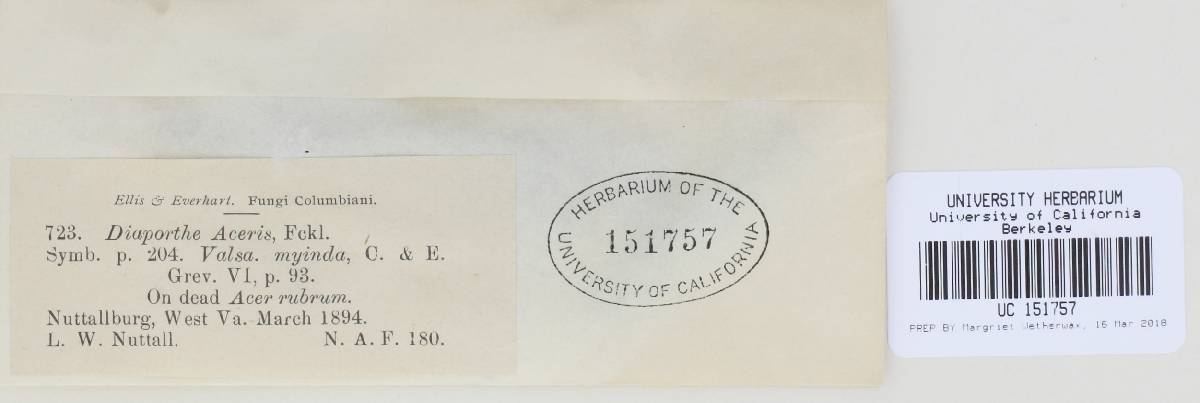 Ellis & Everhart. Fungi Columbiani.
723. Diaporthe Aceris, Fckl.
Symb. p. 204. Valsa. myinda, C. & E.
Grev. VI, p. 93.
On dead Acer rubrum.
Nuttallburg, West Va. March 1894.
L. W. Nuttall. N. A. F. 180.
HERBARIUM OF THE
151757
UNIVERSITY OF CALIFORNIA
UNIVERSITY HERBARIUM
University of California
Berkeley
UC 151757
PREP BY Margriet Wetherwax, 16 Mar 2018